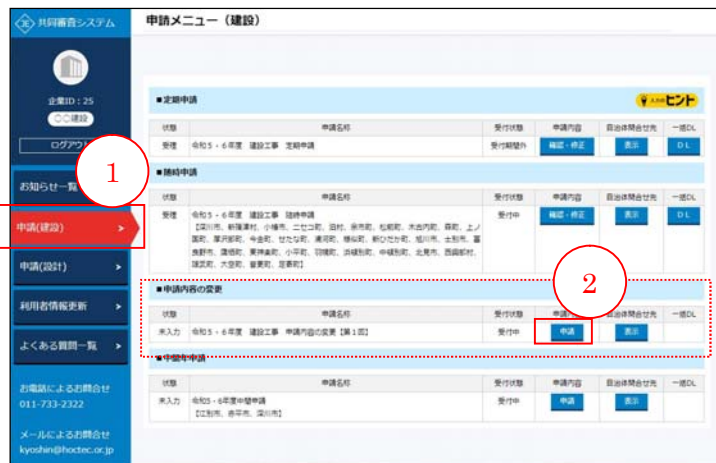 共同審査システム
申請メニュー（建設）
企業ID：25
〇〇建設
ログアウト
お知らせ一覧
1
申請(建設) >
申請(設計) >
利用者情報更新 >
よくある質問一覧 >
お電話によるお問合せ
011-733-2322
メールによるお問合せ
kyoshin@hoctec.or.jp
■定期申請
ヒント
状態 申請名称 受付状態 申請内容 自治体問合せ先 一括DL
受理 令和5・6年度 建設工事 定期申請 受付期間外 確認・修正 表示 DL
■随時申請
状態 申請名称 受付状態 申請内容 自治体問合せ先 一括DL
受理 令和5・6年度 建設工事 随時申請 受付中 確認・修正 表示 DL
■申請内容の変更
2
状態 申請名称 受付状態 申請内容 自治体問合せ先 一括DL
未入力 令和5・6年度 建設工事 申請内容の変更【第1回】 受付中 申請 表示
■中間年申請
状態 申請名称 受付状態 申請内容 自治体問合せ先 一括DL
未入力 令和5・6年度中間申請 受付中 申請 表示
【江別市、赤平市、深川市】